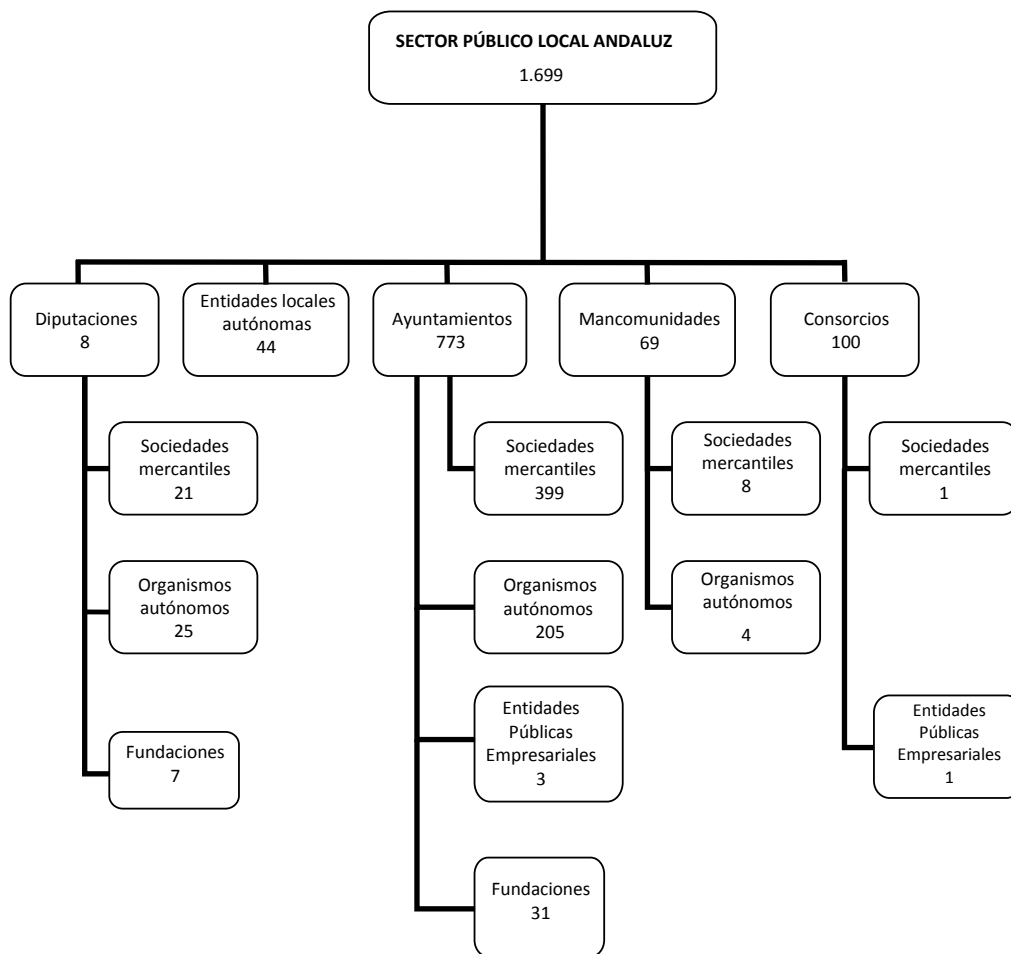 SECTOR PÚBLICO LOCAL ANDALUZ
1.699
Diputaciones
8
Entidades locales
autónomas
44
Ayuntamientos
773
Mancomunidades
69
Consorcios
100
Sociedades
mercantiles
21
Sociedades
mercantiles
399
Sociedades
mercantiles
8
Sociedades
mercantiles
1
Organismos
autónomos
25
Organismos
autónomos
205
Organismos
autónomos
4
Fundaciones
7
Entidades
Públicas
Empresariales
3
Entidades
Públicas
Empresariales
1
Fundaciones
31